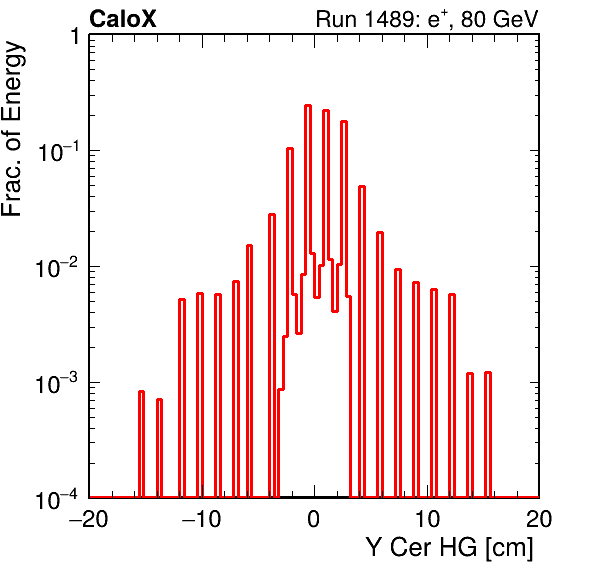 CaloX Run 1489: e⁺, 80 GeV
Frac. of Energy
1
10⁻¹
10⁻²
10⁻³
10⁻⁴
−20 −10 0 10 20
Y Cer HG [cm]